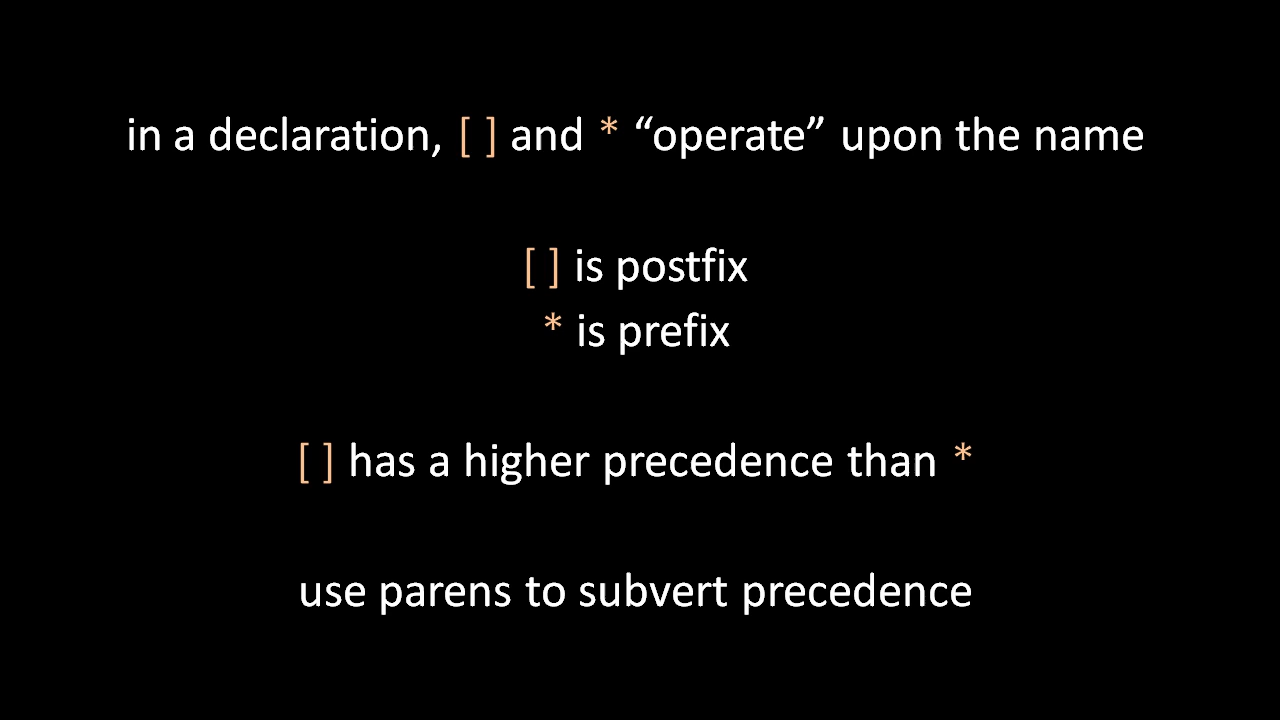 in a declaration, [ ] and * “operate” upon the name
[ ] is postfix
* is prefix
[ ] has a higher precedence than *
use parens to subvert precedence